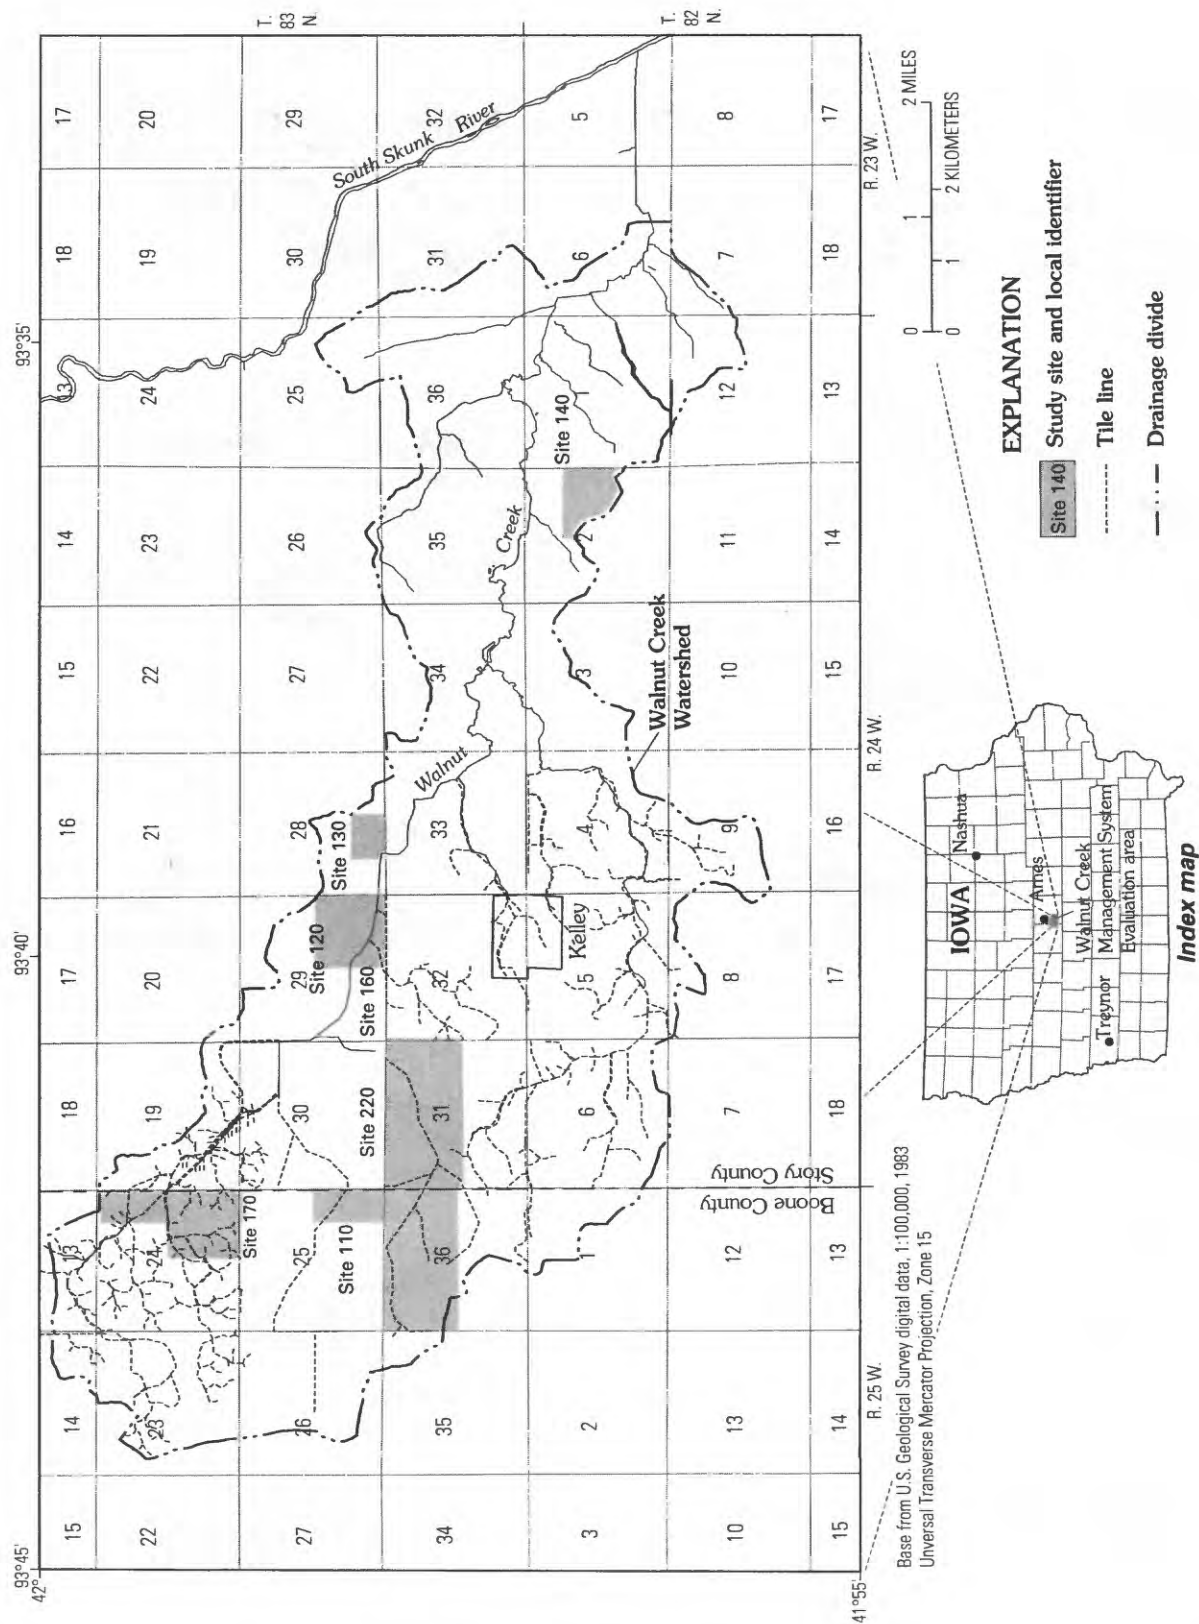 93°45'
93°40'
93°35'
42°
15
14
13
18
17
16
15
14
13
18
17
22
23
24
19
20
21
22
23
24
19
20
T.
83
N.
27
26
25
30
29
28
27
26
25
30
29
34
35
36
31
32
33
34
35
36
31
32
3
2
1
6
5
4
3
2
6
5
T.
82
N.
10
13
12
7
8
9
10
11
12
7
8
15
14
13
18
17
16
15
14
13
18
17
41°55'
R. 25 W.
R. 24 W.
R. 23 W.
Site 170
Site 110
Site 220
Site 160
Site 120
Site 130
Site 140
Boone County
Story County
Kelley
Walnut
Creek
South Skunk River
Walnut Creek
Watershed
Base from U.S. Geological Survey digital data, 1:100,000, 1983
Unversal Transverse Mercator Projection, Zone 15
IOWA
Nashua
Ames
Treynor
Walnut Creek
Management System
Evaluation area
Index map
0 1 2 MILES
0 1 2 KILOMETERS
EXPLANATION
Site 140 Study site and local identifier
Tile line
Drainage divide